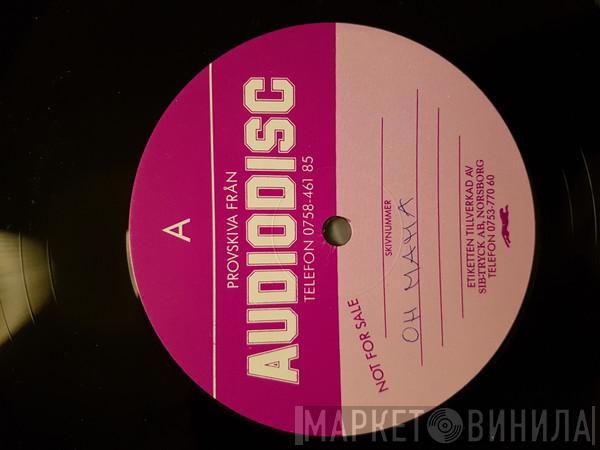 A
PROVSKIVA FRÅN
AUDIODISC
TELEFON 0758-461 85
NOT FOR SALE
SKIVNUMMER
OH
ETIKETTEN TILLVERKAD AV
SIB-TRYCK AB, NORSBORG
TELEFON 0753-770 60
МАРКЕТ ВИНИЛА